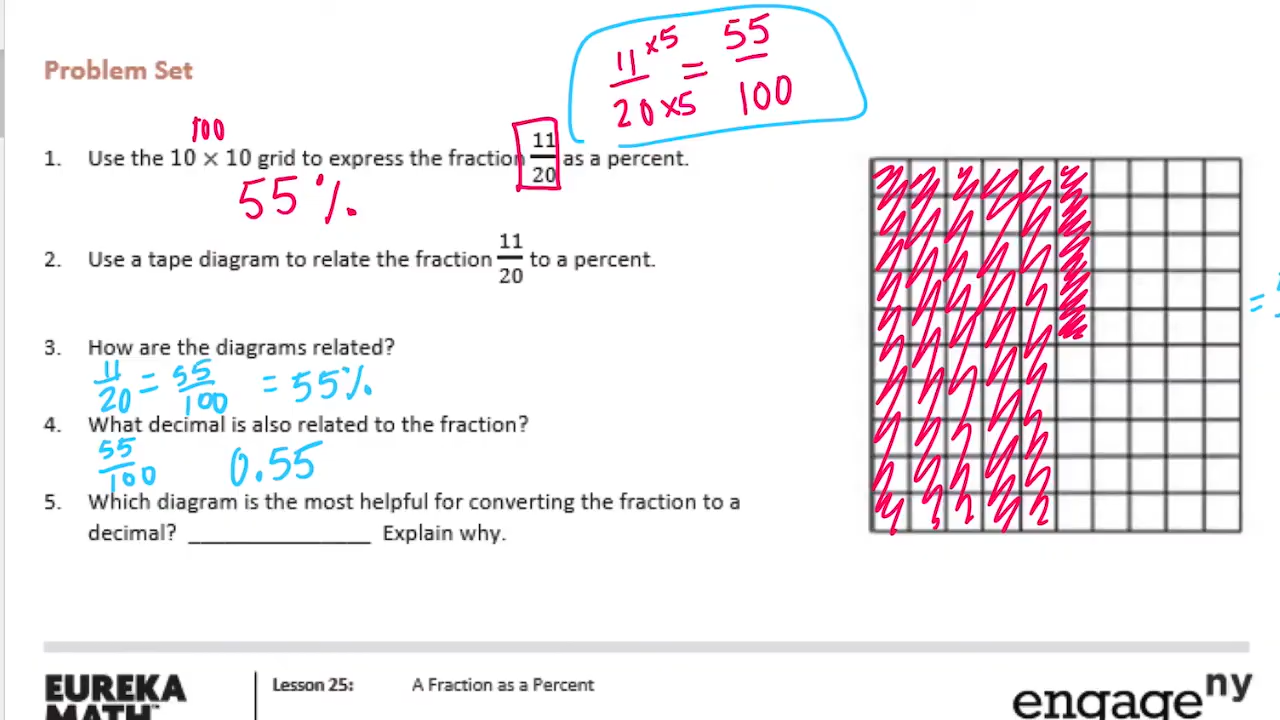 Problem Set
11 ×5 = 55
20 ×5 100
100
1. Use the 10 × 10 grid to express the fraction 11/20 as a percent.
55%
2. Use a tape diagram to relate the fraction 11/20 to a percent.
=
3. How are the diagrams related?
11/20 = 55/100 = 55%
4. What decimal is also related to the fraction?
55/100 0.55
5. Which diagram is the most helpful for converting the fraction to a
decimal? ________________ Explain why.
EUREKA
MATH™
Lesson 25: A Fraction as a Percent
engageny